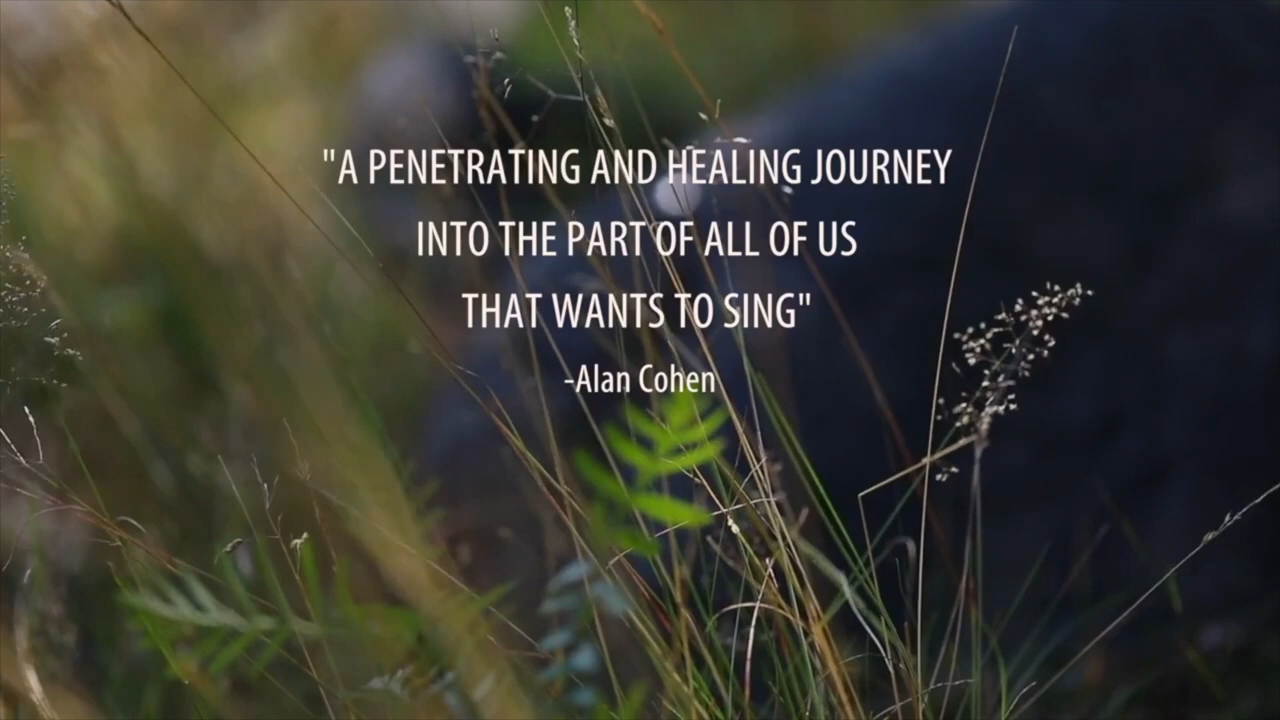 "A PENETRATING AND HEALING JOURNEY
INTO THE PART OF ALL OF US
THAT WANTS TO SING"
-Alan Cohen